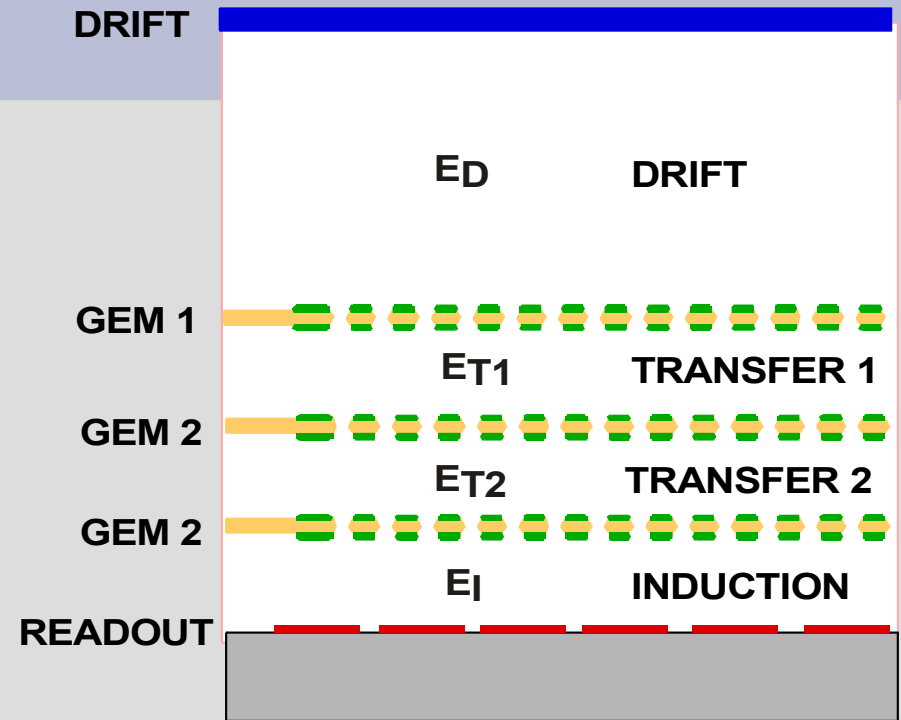 DRIFT
ED DRIFT
GEM 1
ET1 TRANSFER 1
GEM 2
ET2 TRANSFER 2
GEM 2
EI INDUCTION
READOUT